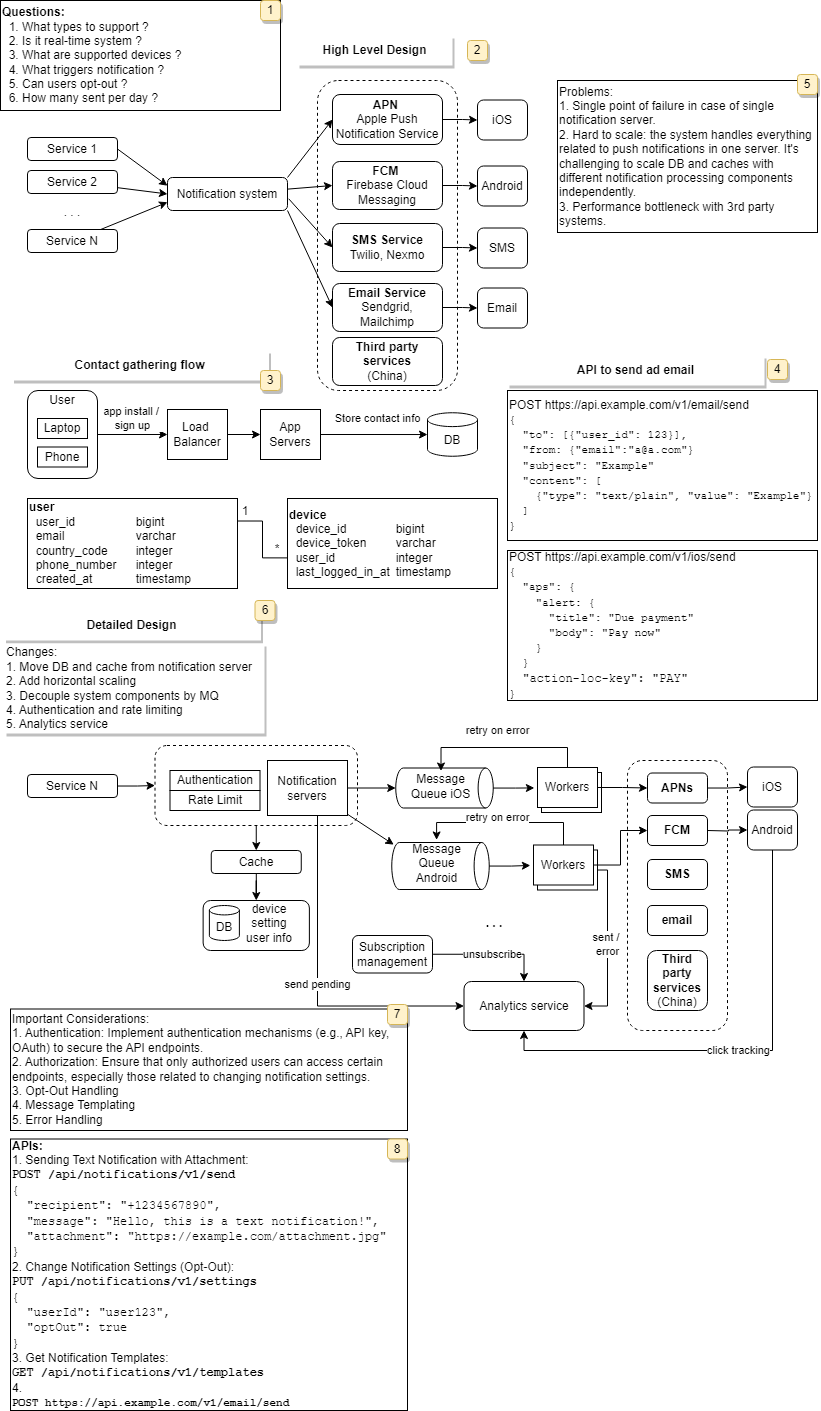 Questions:
1
1. What types to support ?
2. Is it real-time system ?
3. What are supported devices ?
4. What triggers notification ?
5. Can users opt-out ?
6. How many sent per day ?
High Level Design
2
Service 1
Service 2
. . .
Service N
Notification system
APN
Apple Push
Notification Service
iOS
FCM
Firebase Cloud
Messaging
Android
SMS Service
Twilio, Nexmo
SMS
Email Service
Sendgrid,
Mailchimp
Email
Third party
services
(China)
5
Problems:
1. Single point of failure in case of single
notification server.
2. Hard to scale: the system handles everything
related to push notifications in one server. It's
challenging to scale DB and caches with
different notification processing components
independently.
3. Performance bottleneck with 3rd party
systems.
Contact gathering flow
3
User
Laptop
Phone
app install /
sign up
Load
Balancer
App
Servers
Store contact info
DB
user
user_id bigint
email varchar
country_code integer
phone_number integer
created_at timestamp
1
*
device
device_id bigint
device_token varchar
user_id integer
last_logged_in_at timestamp
API to send ad email
4
POST https://api.example.com/v1/email/send
{
"to": [{"user_id": 123}],
"from: {"email":"a@a.com"}
"subject": "Example"
"content": [
{"type": "text/plain", "value": "Example"}
]
}
POST https://api.example.com/v1/ios/send
{
"aps": {
"alert: {
"title": "Due payment"
"body": "Pay now"
}
}
"action-loc-key": "PAY"
}
Detailed Design
6
Changes:
1. Move DB and cache from notification server
2. Add horizontal scaling
3. Decouple system components by MQ
4. Authentication and rate limiting
5. Analytics service
Service N
Authentication
Rate Limit
Notification
servers
Cache
DB
device
setting
user info
retry on error
Message
Queue iOS
Workers
retry on error
Message
Queue
Android
Workers
. . .
APNs
iOS
FCM
Android
SMS
email
Third
party
services
(China)
Subscription
management
unsubscribe
sent /
error
send pending
Analytics service
click tracking
7
Important Considerations:
1. Authentication: Implement authentication mechanisms (e.g., API key,
OAuth) to secure the API endpoints.
2. Authorization: Ensure that only authorized users can access certain
endpoints, especially those related to changing notification settings.
3. Opt-Out Handling
4. Message Templating
5. Error Handling
8
APIs:
1. Sending Text Notification with Attachment:
POST /api/notifications/v1/send
{
"recipient": "+1234567890",
"message": "Hello, this is a text notification!",
"attachment": "https://example.com/attachment.jpg"
}
2. Change Notification Settings (Opt-Out):
PUT /api/notifications/v1/settings
{
"userId": "user123",
"optOut": true
}
3. Get Notification Templates:
GET /api/notifications/v1/templates
4.
POST https://api.example.com/v1/email/send